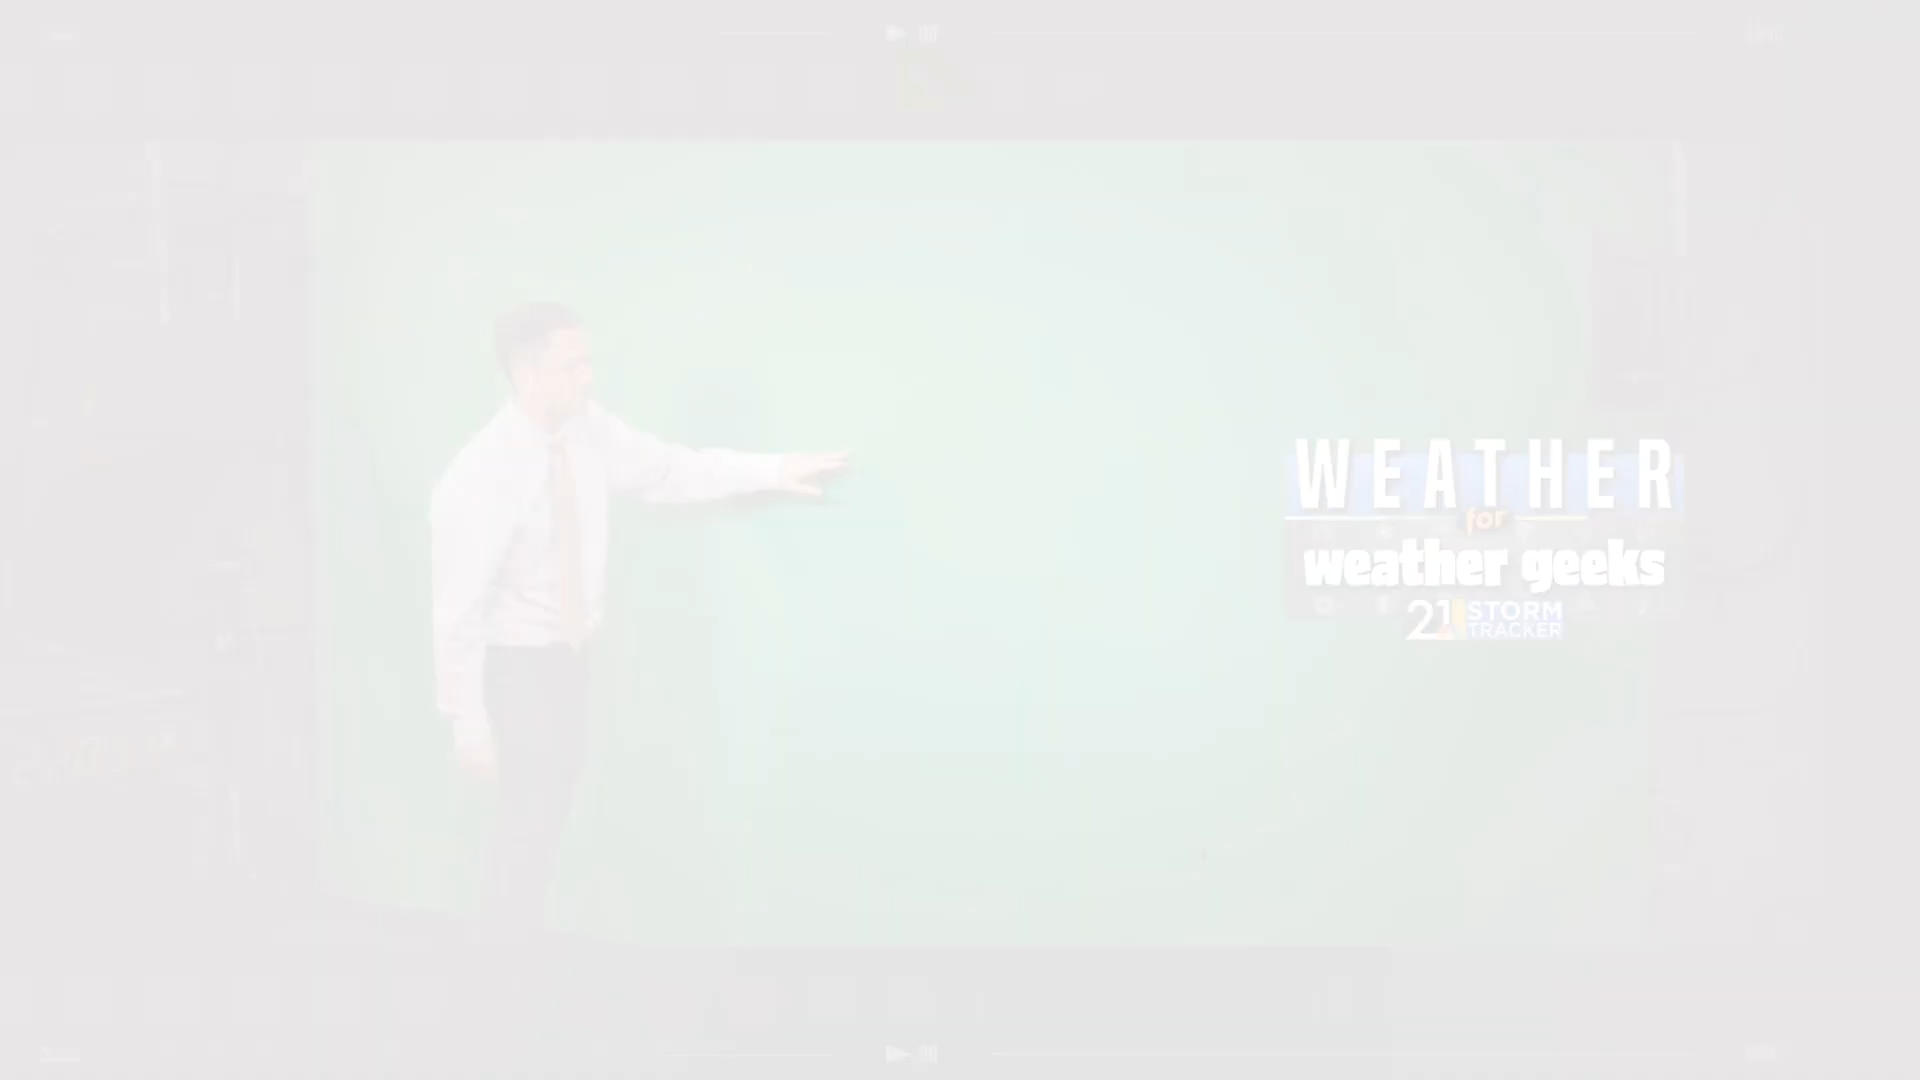 WEATHER
for
weather geeks
21 STORM
TRACKER